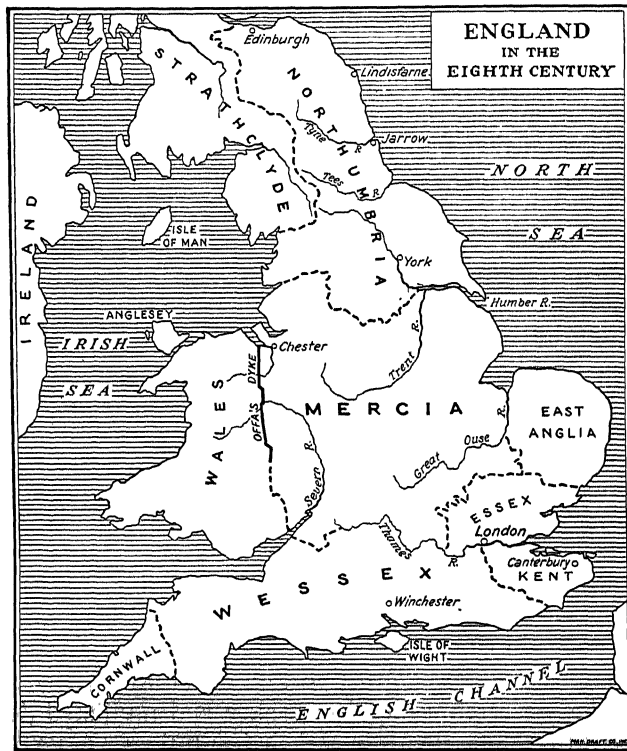 ENGLAND
IN THE
EIGHTH CENTURY
Edinburgh
STRATHCLYDE
NORTHUMBRIA
Lindisfarne
Tyne R.
Jarrow
Tees R.
NORTH
SEA
ISLE
OF MAN
IRELAND
York
Humber R.
ANGLESEY
IRISH
SEA
Chester
Trent R.
OFFA'S DYKE
WALES
MERCIA
EAST
ANGLIA
Great Ouse R.
Severn R.
ESSEX
London
Thames R.
Canterbury
KENT
WESSEX
Winchester
ISLE OF
WIGHT
CORNWALL
ENGLISH CHANNEL